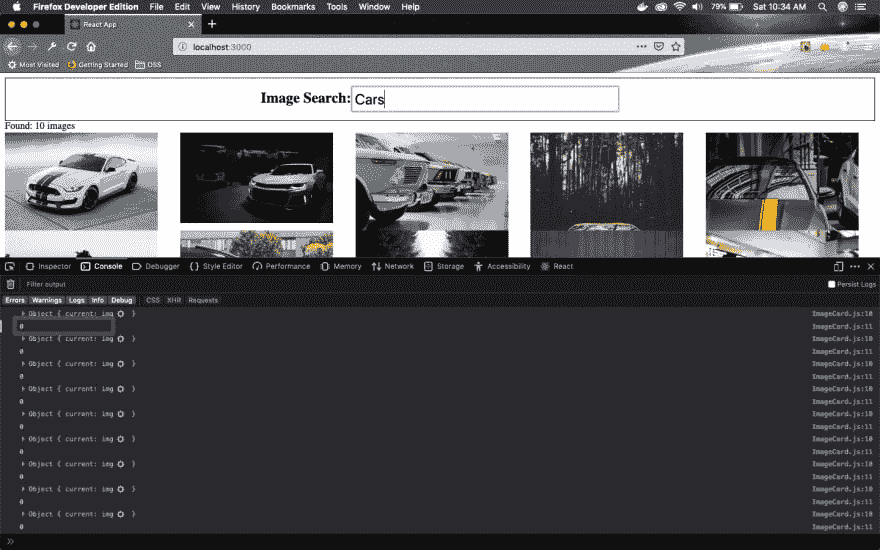 Firefox Developer Edition File Edit View History Bookmarks Tools Window Help 79% Sat 10:34 AM
React App
localhost:3000
Most Visited Getting Started DSS
Image Search: Cars
Found: 10 images
Inspector Console Debugger Style Editor Performance Memory Network Storage Accessibility React
Filter output Persist Logs
Errors Warnings Logs Info Debug CSS XHR Requests
Object { current: img } ImageCard.js:10
0 ImageCard.js:11
Object { current: img } ImageCard.js:10
0 ImageCard.js:11
Object { current: img } ImageCard.js:10
0 ImageCard.js:11
Object { current: img } ImageCard.js:10
0 ImageCard.js:11
Object { current: img } ImageCard.js:10
0 ImageCard.js:11
Object { current: img } ImageCard.js:10
0 ImageCard.js:11
Object { current: img } ImageCard.js:10
0 ImageCard.js:11
Object { current: img } ImageCard.js:10
0 ImageCard.js:11
Object { current: img } ImageCard.js:10
0 ImageCard.js:11